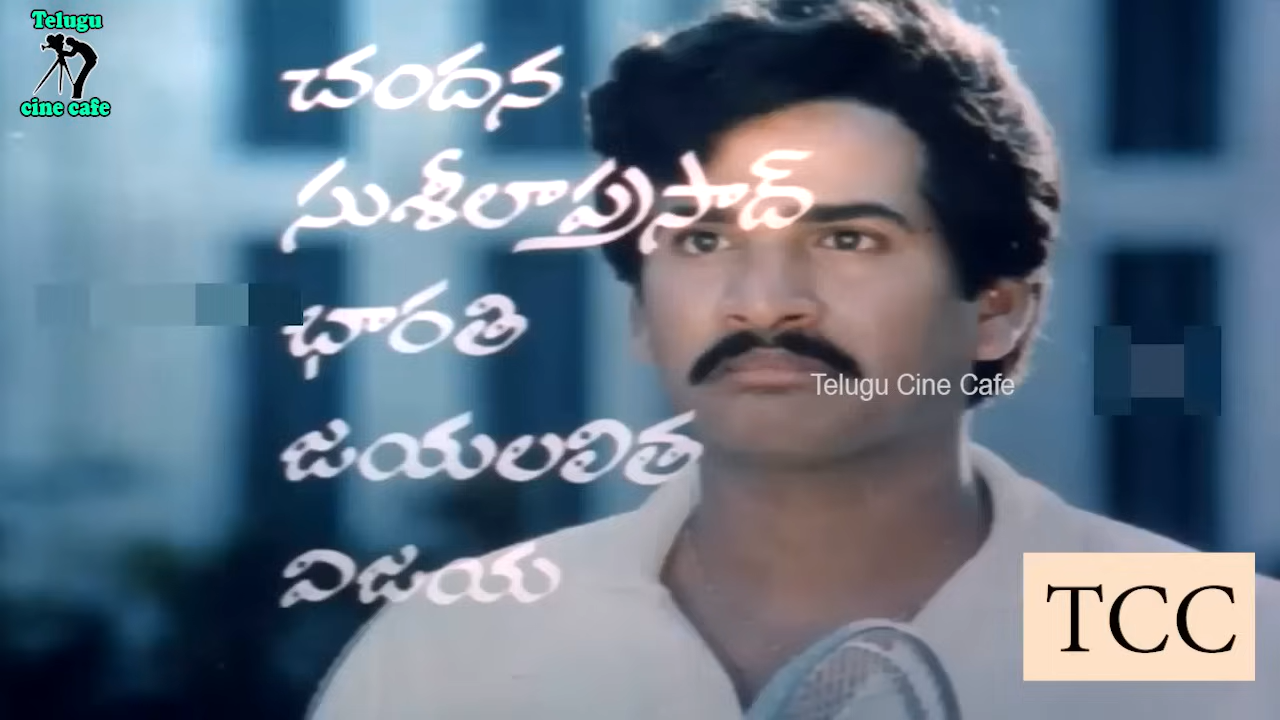 Telugu
cine cafe
చందన
సుశీలాప్రసాద్
భారతి
జయలలిత
విజయ
Telugu Cine Cafe
TCC